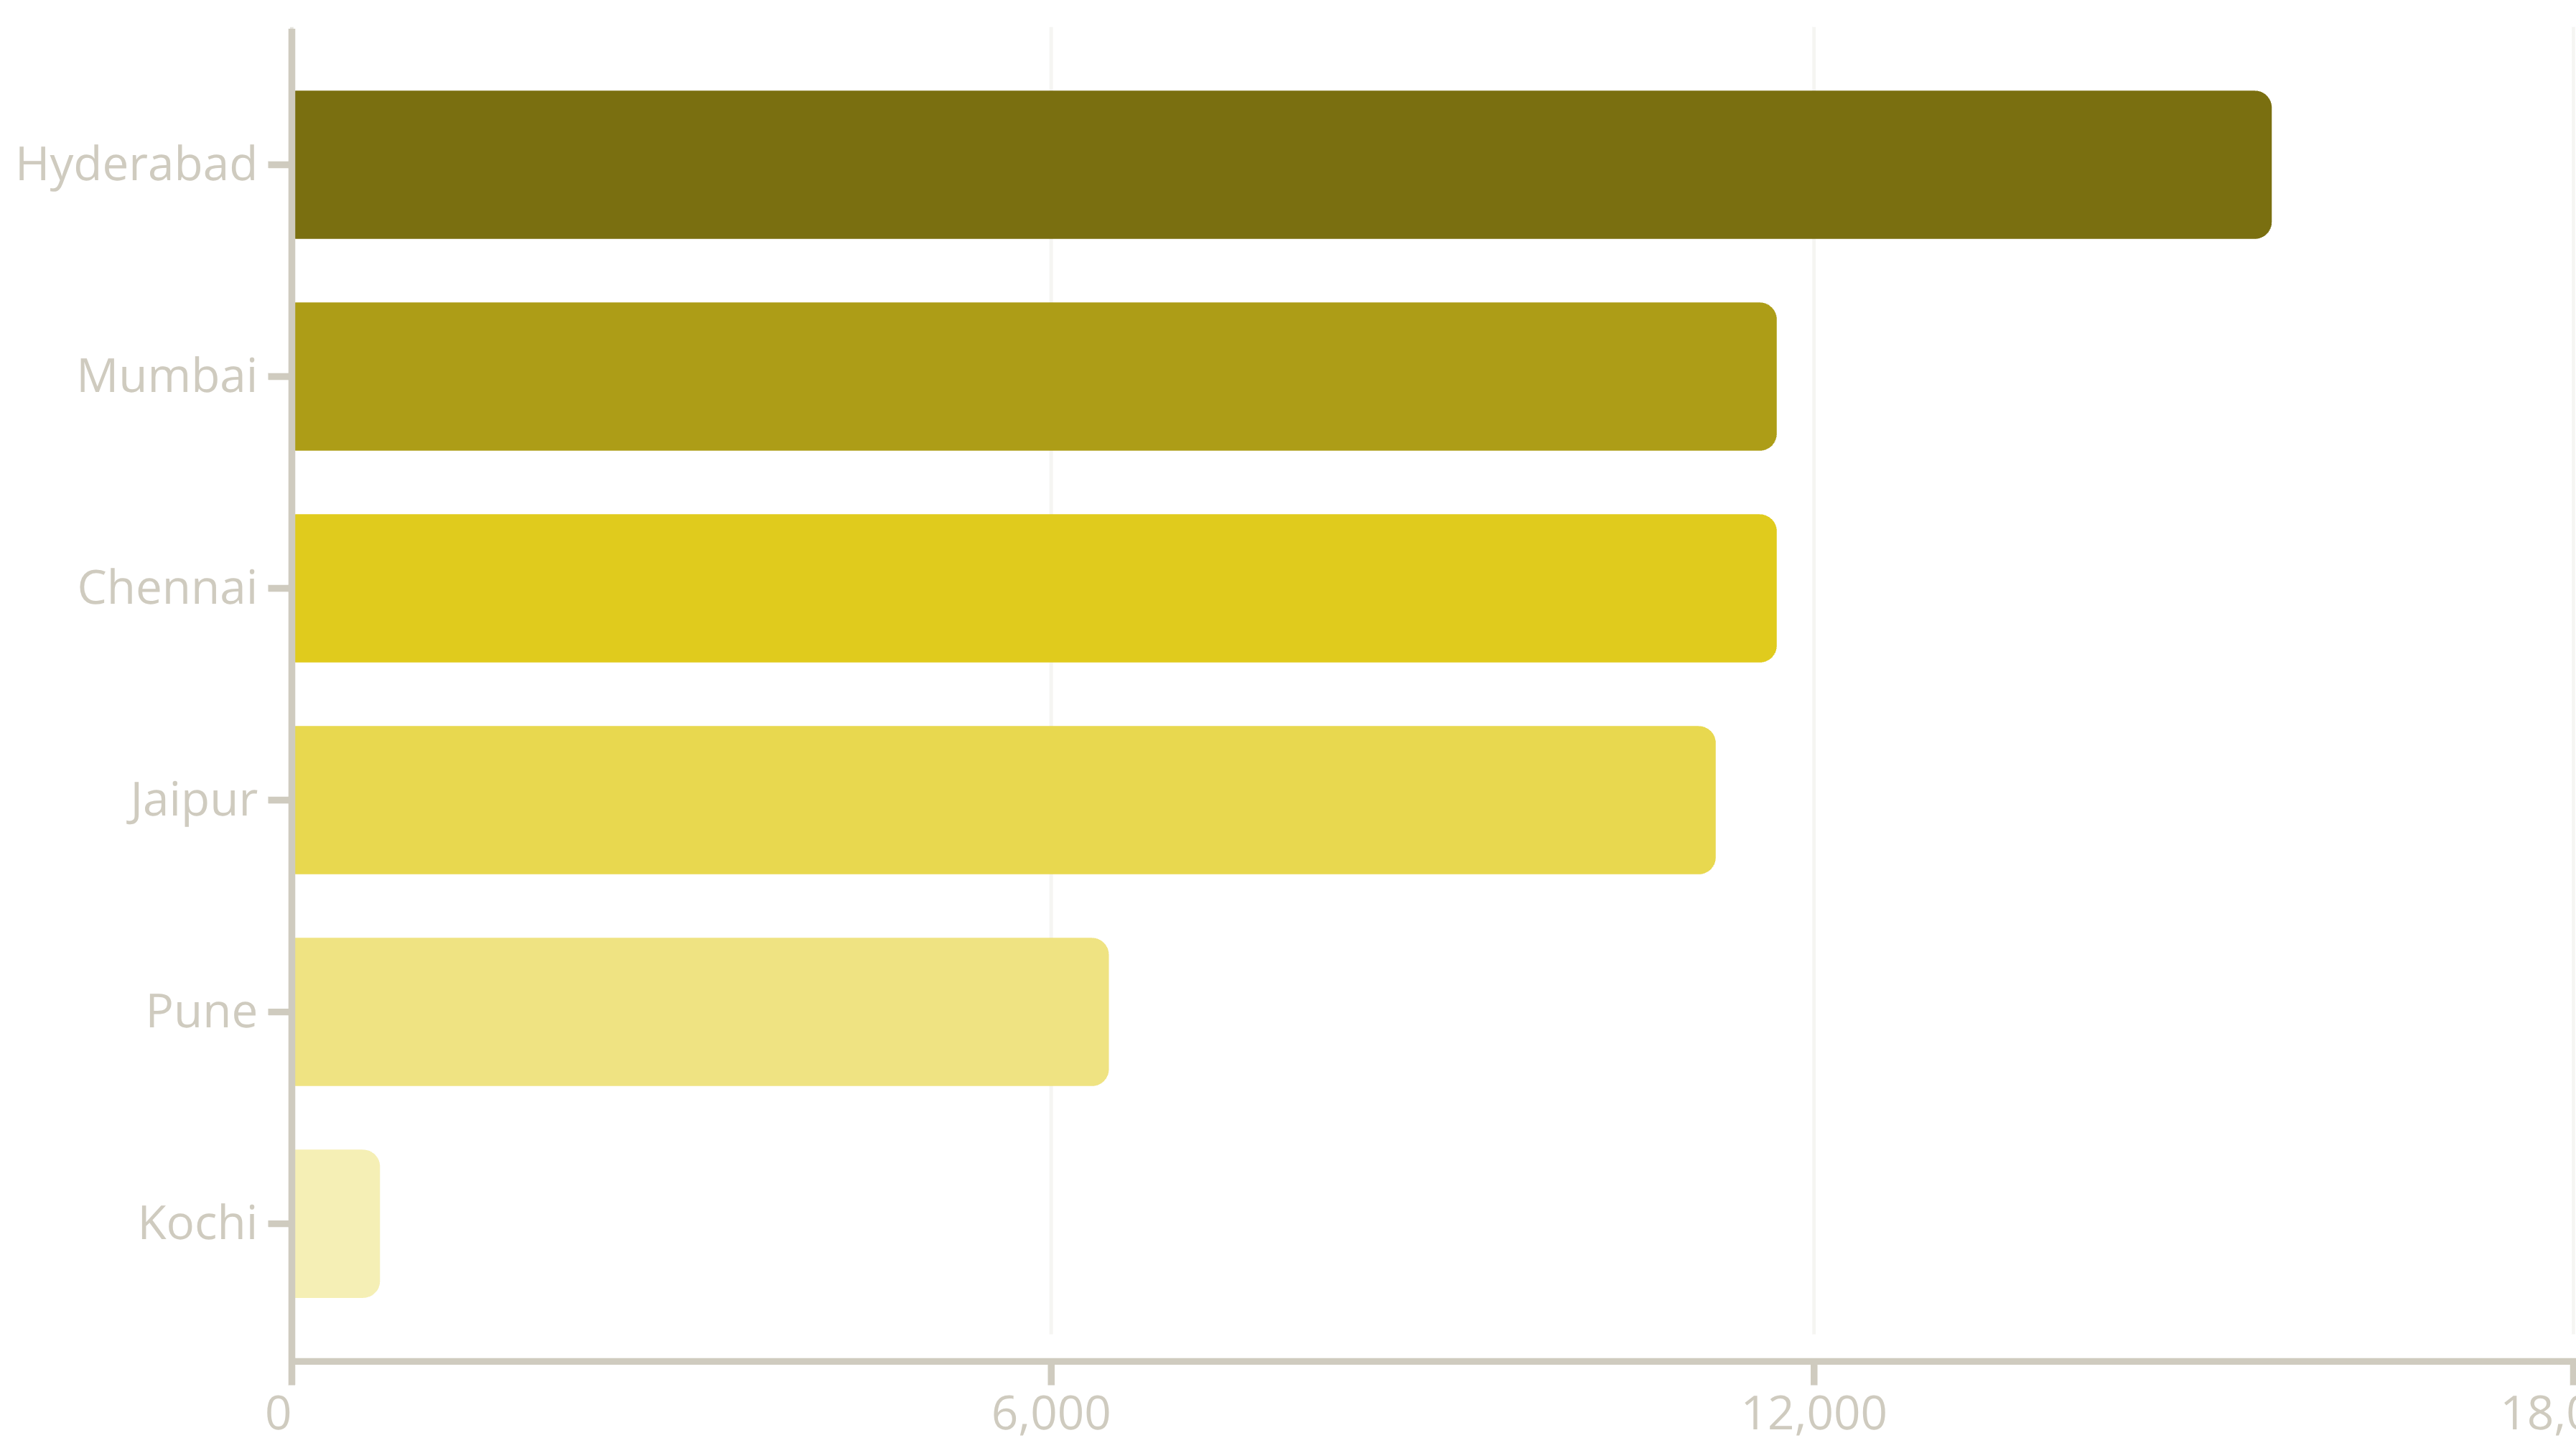 Hyderabad
Mumbai
Chennai
Jaipur
Pune
Kochi
0 6,000 12,000